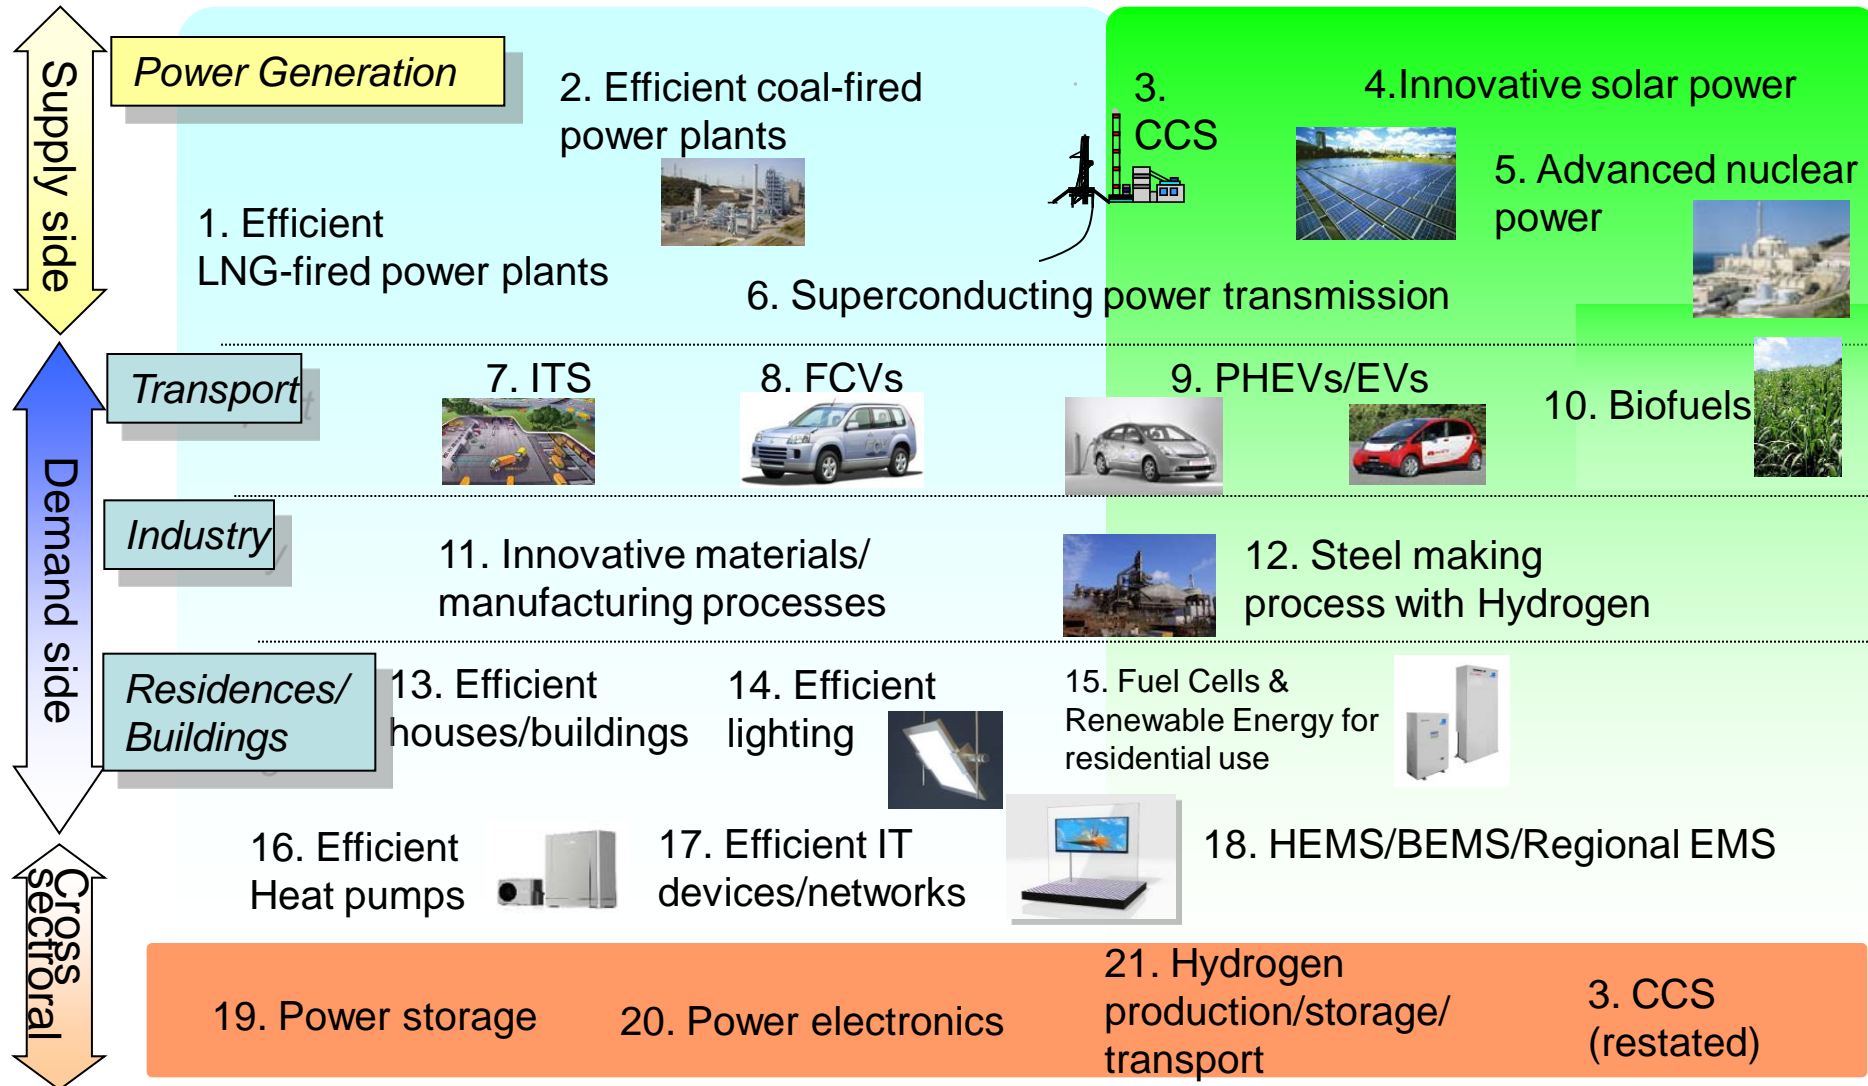 Supply side
Power Generation
2. Efficient coal-fired
power plants
3.
CCS
4.Innovative solar power
5. Advanced nuclear
power
1. Efficient
LNG-fired power plants
6. Superconducting power transmission
Demand side
Transport
7. ITS
8. FCVs
9. PHEVs/EVs
10. Biofuels
Industry
11. Innovative materials/
manufacturing processes
12. Steel making
process with Hydrogen
Residences/
Buildings
13. Efficient
houses/buildings
14. Efficient
lighting
15. Fuel Cells &
Renewable Energy for
residential use
16. Efficient
Heat pumps
17. Efficient IT
devices/networks
18. HEMS/BEMS/Regional EMS
Cross
sectroral
19. Power storage
20. Power electronics
21. Hydrogen
production/storage/
transport
3. CCS
(restated)